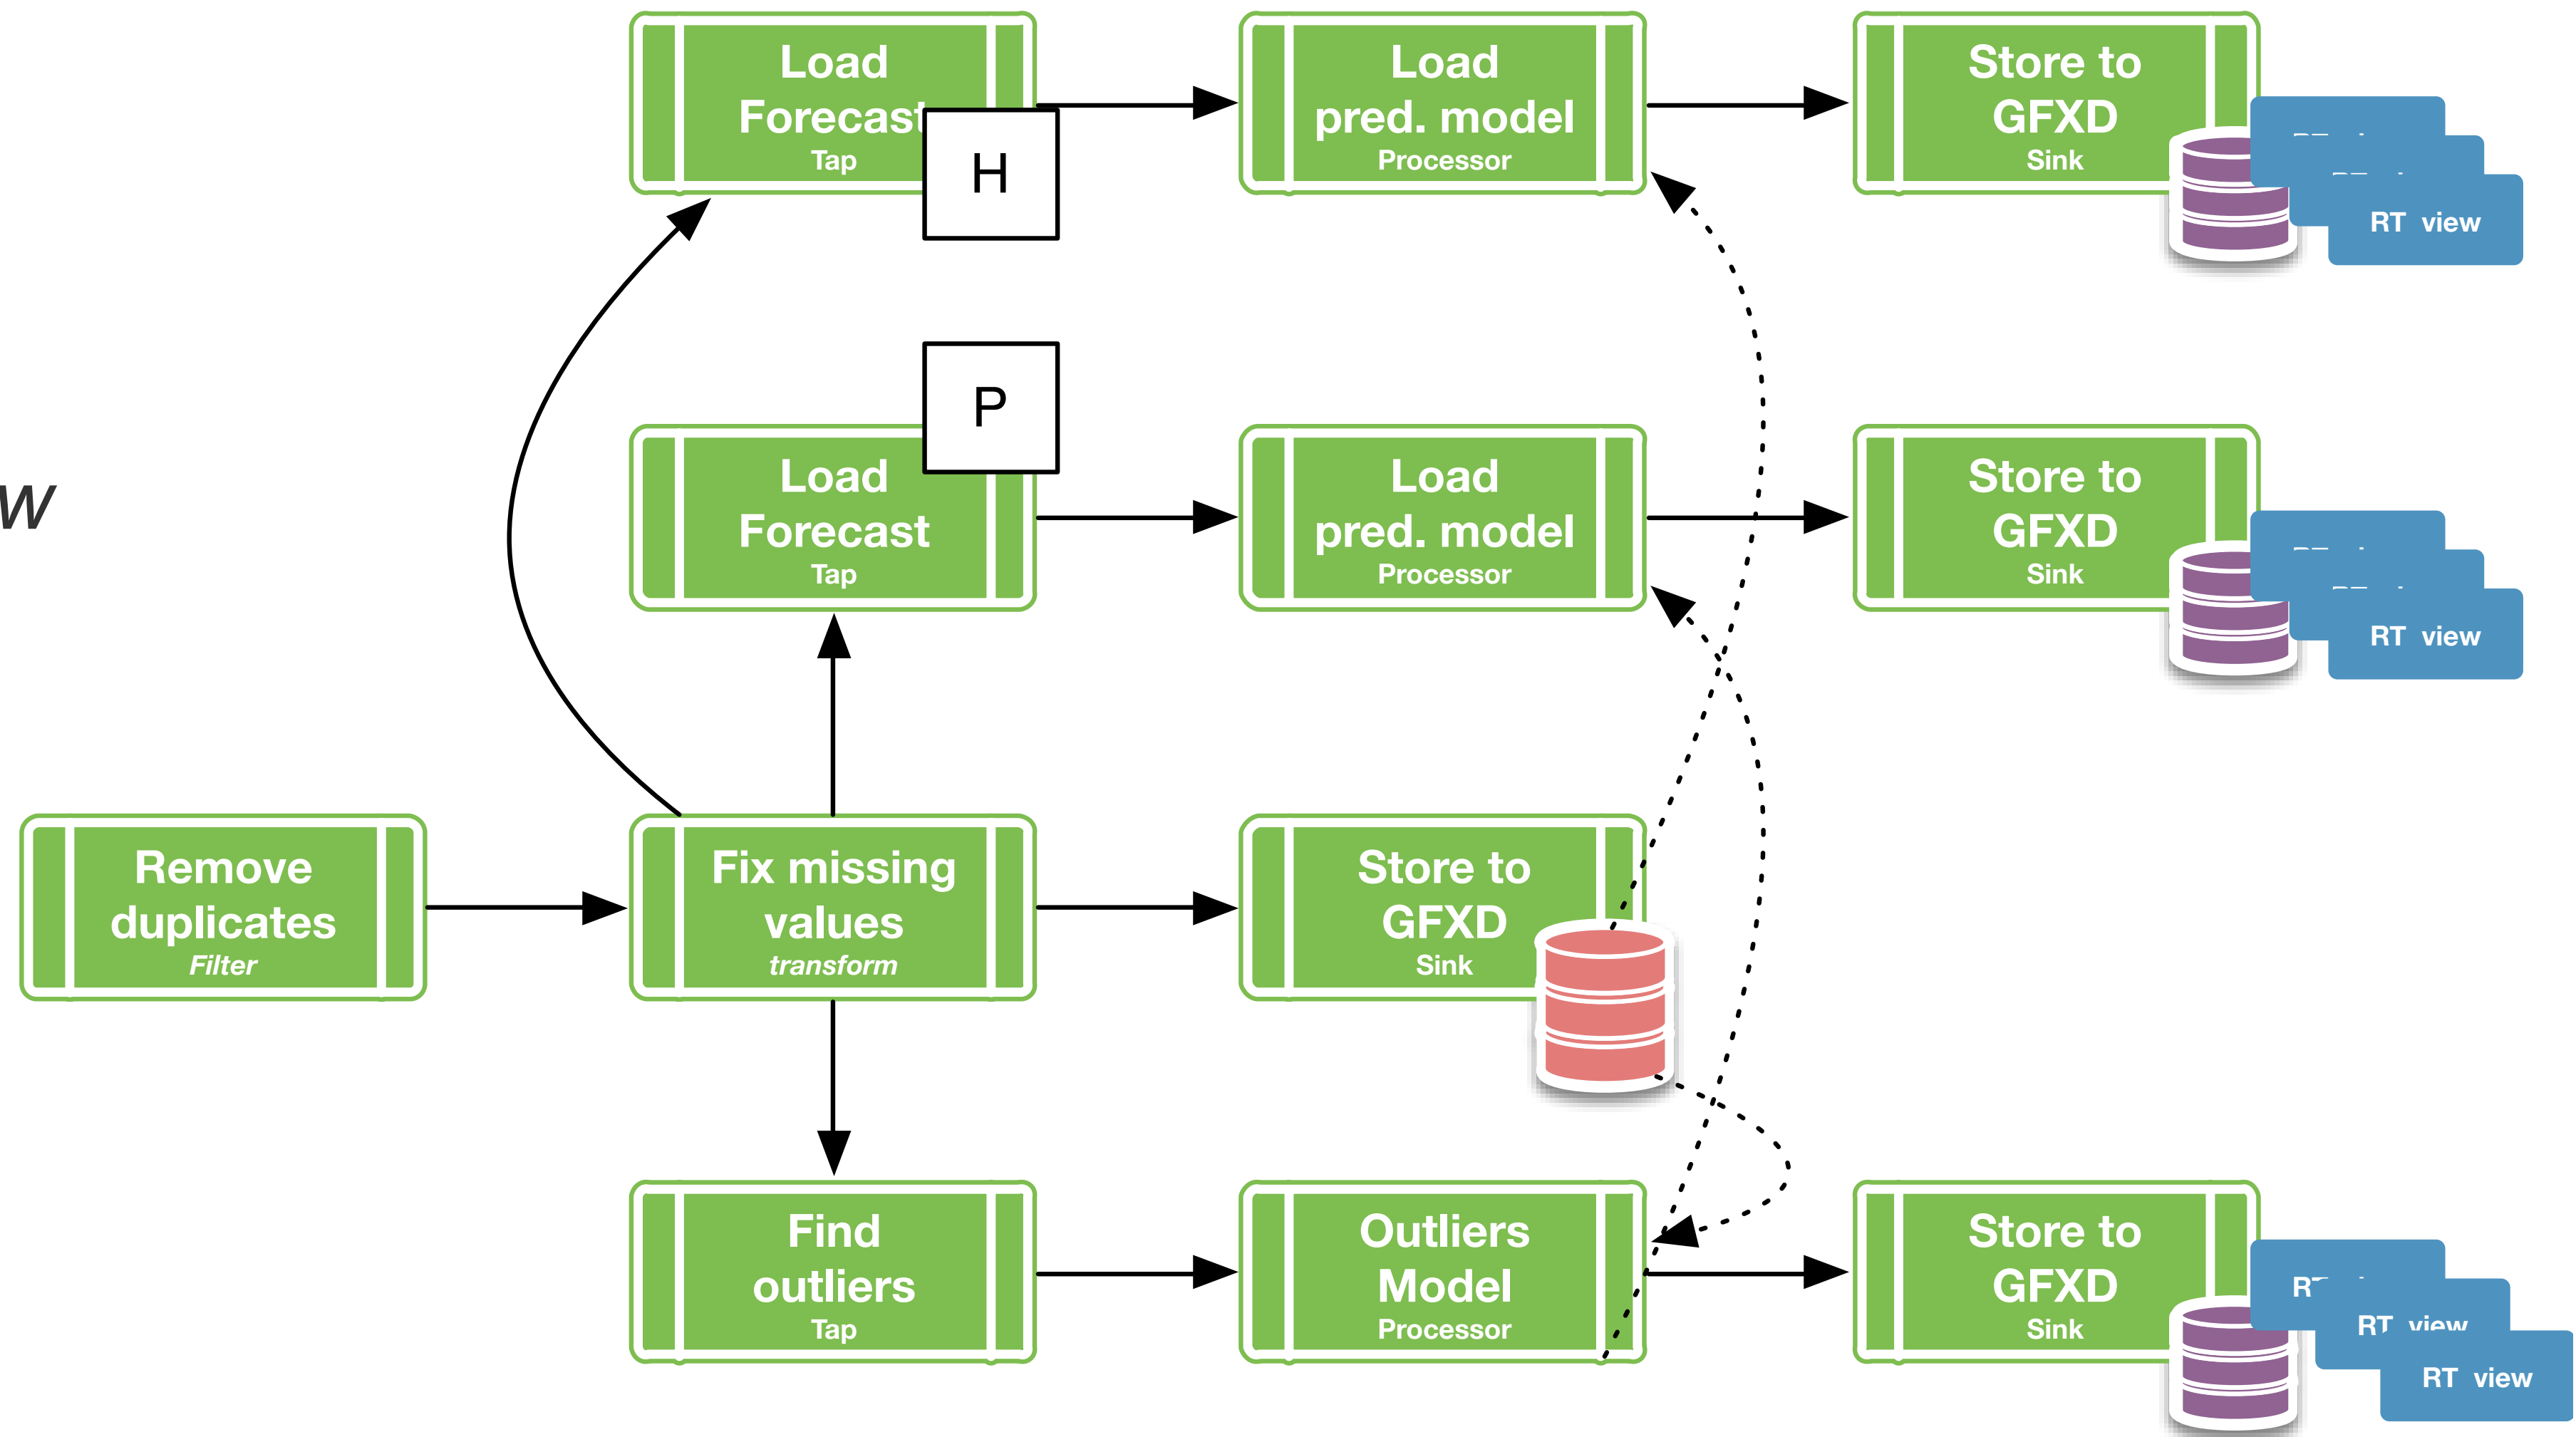 Load
Forecast
Tap
H
Load
pred. model
Processor
Store to
GFXD
Sink
RT view
P
Load
Forecast
Tap
Load
pred. model
Processor
Store to
GFXD
Sink
RT view
w
Remove
duplicates
Filter
Fix missing
values
transform
Store to
GFXD
Sink
Find
outliers
Tap
Outliers
Model
Processor
Store to
GFXD
Sink
RT view
RT view